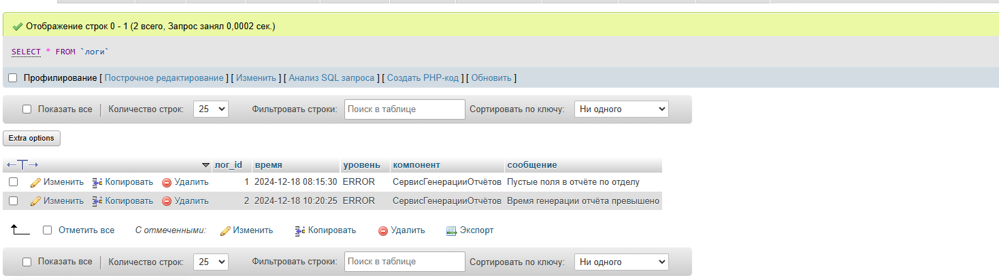 Отображение строк 0 - 1 (2 всего, Запрос занял 0,0002 сек.)
SELECT * FROM `логи`
Профилирование [ Построчное редактирование ] [ Изменить ] [ Анализ SQL запроса ] [ Создать PHP-код ] [ Обновить ]
Показать все Количество строк: 25 Фильтровать строки: Поиск в таблице Сортировать по ключу: Ни одного
Extra options
лог_id время уровень компонент сообщение
Изменить Копировать Удалить 1 2024-12-18 08:15:30 ERROR СервисГенерацииОтчётов Пустые поля в отчёте по отделу
Изменить Копировать Удалить 2 2024-12-18 10:20:25 ERROR СервисГенерацииОтчётов Время генерации отчёта превышено
Отметить все С отмеченными: Изменить Копировать Удалить Экспорт
Показать все Количество строк: 25 Фильтровать строки: Поиск в таблице Сортировать по ключу: Ни одного